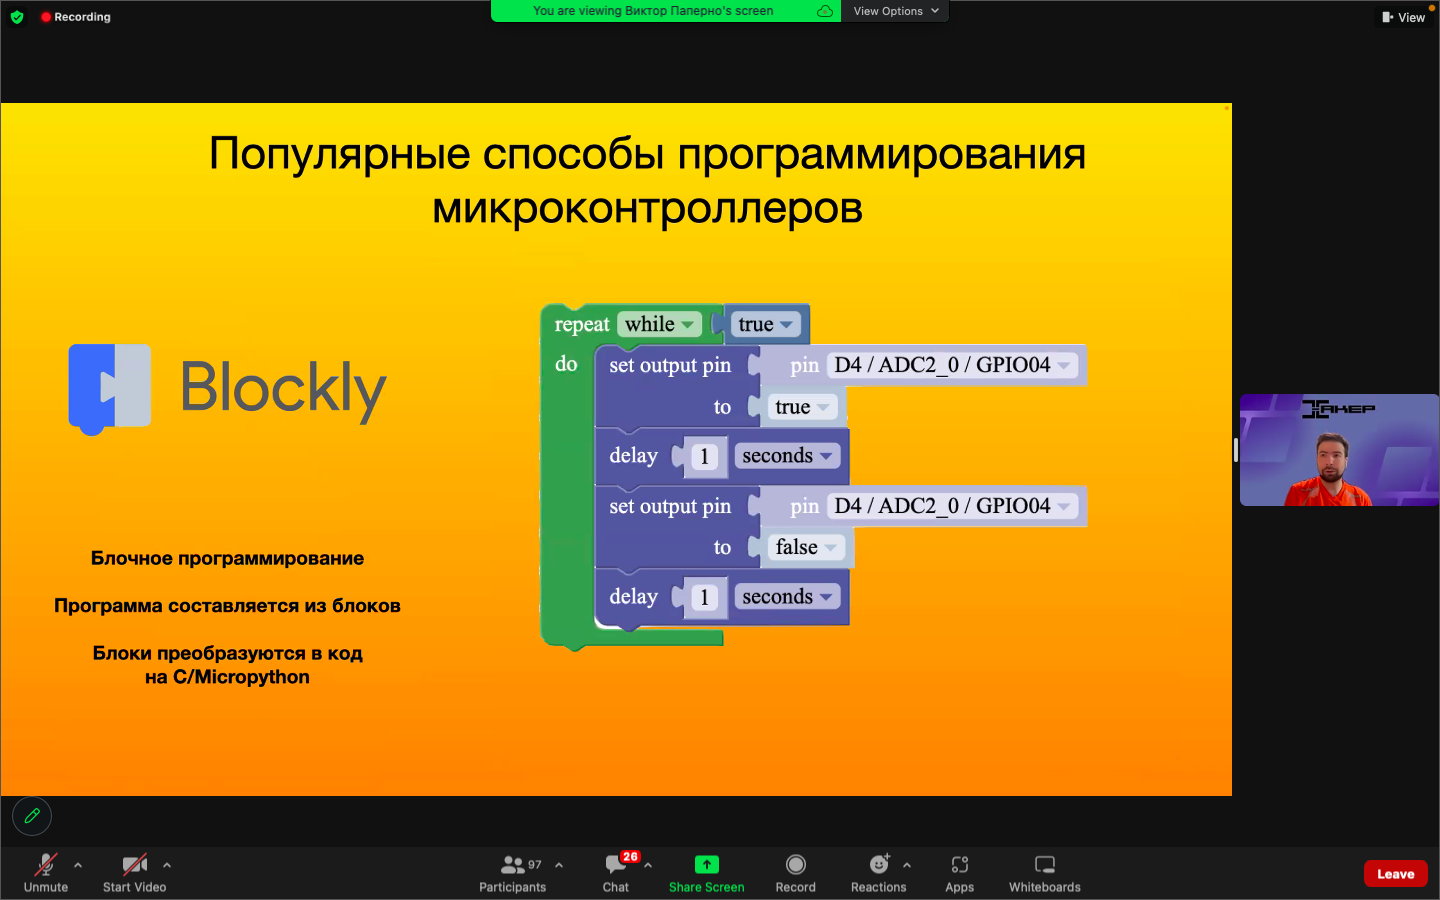 Recording
You are viewing Виктор Паперно's screen
View Options
View
Популярные способы программирования
микроконтроллеров
Blockly
repeat while true
do set output pin pin D4 / ADC2_0 / GPIO04
to true
delay 1 seconds
set output pin pin D4 / ADC2_0 / GPIO04
to false
delay 1 seconds
Блочное программирование
Программа составляется из блоков
Блоки преобразуются в код
на C/Micropython
ХАКЕР
97
26
Unmute
Start Video
Participants
Chat
Share Screen
Record
Reactions
Apps
Whiteboards
Leave